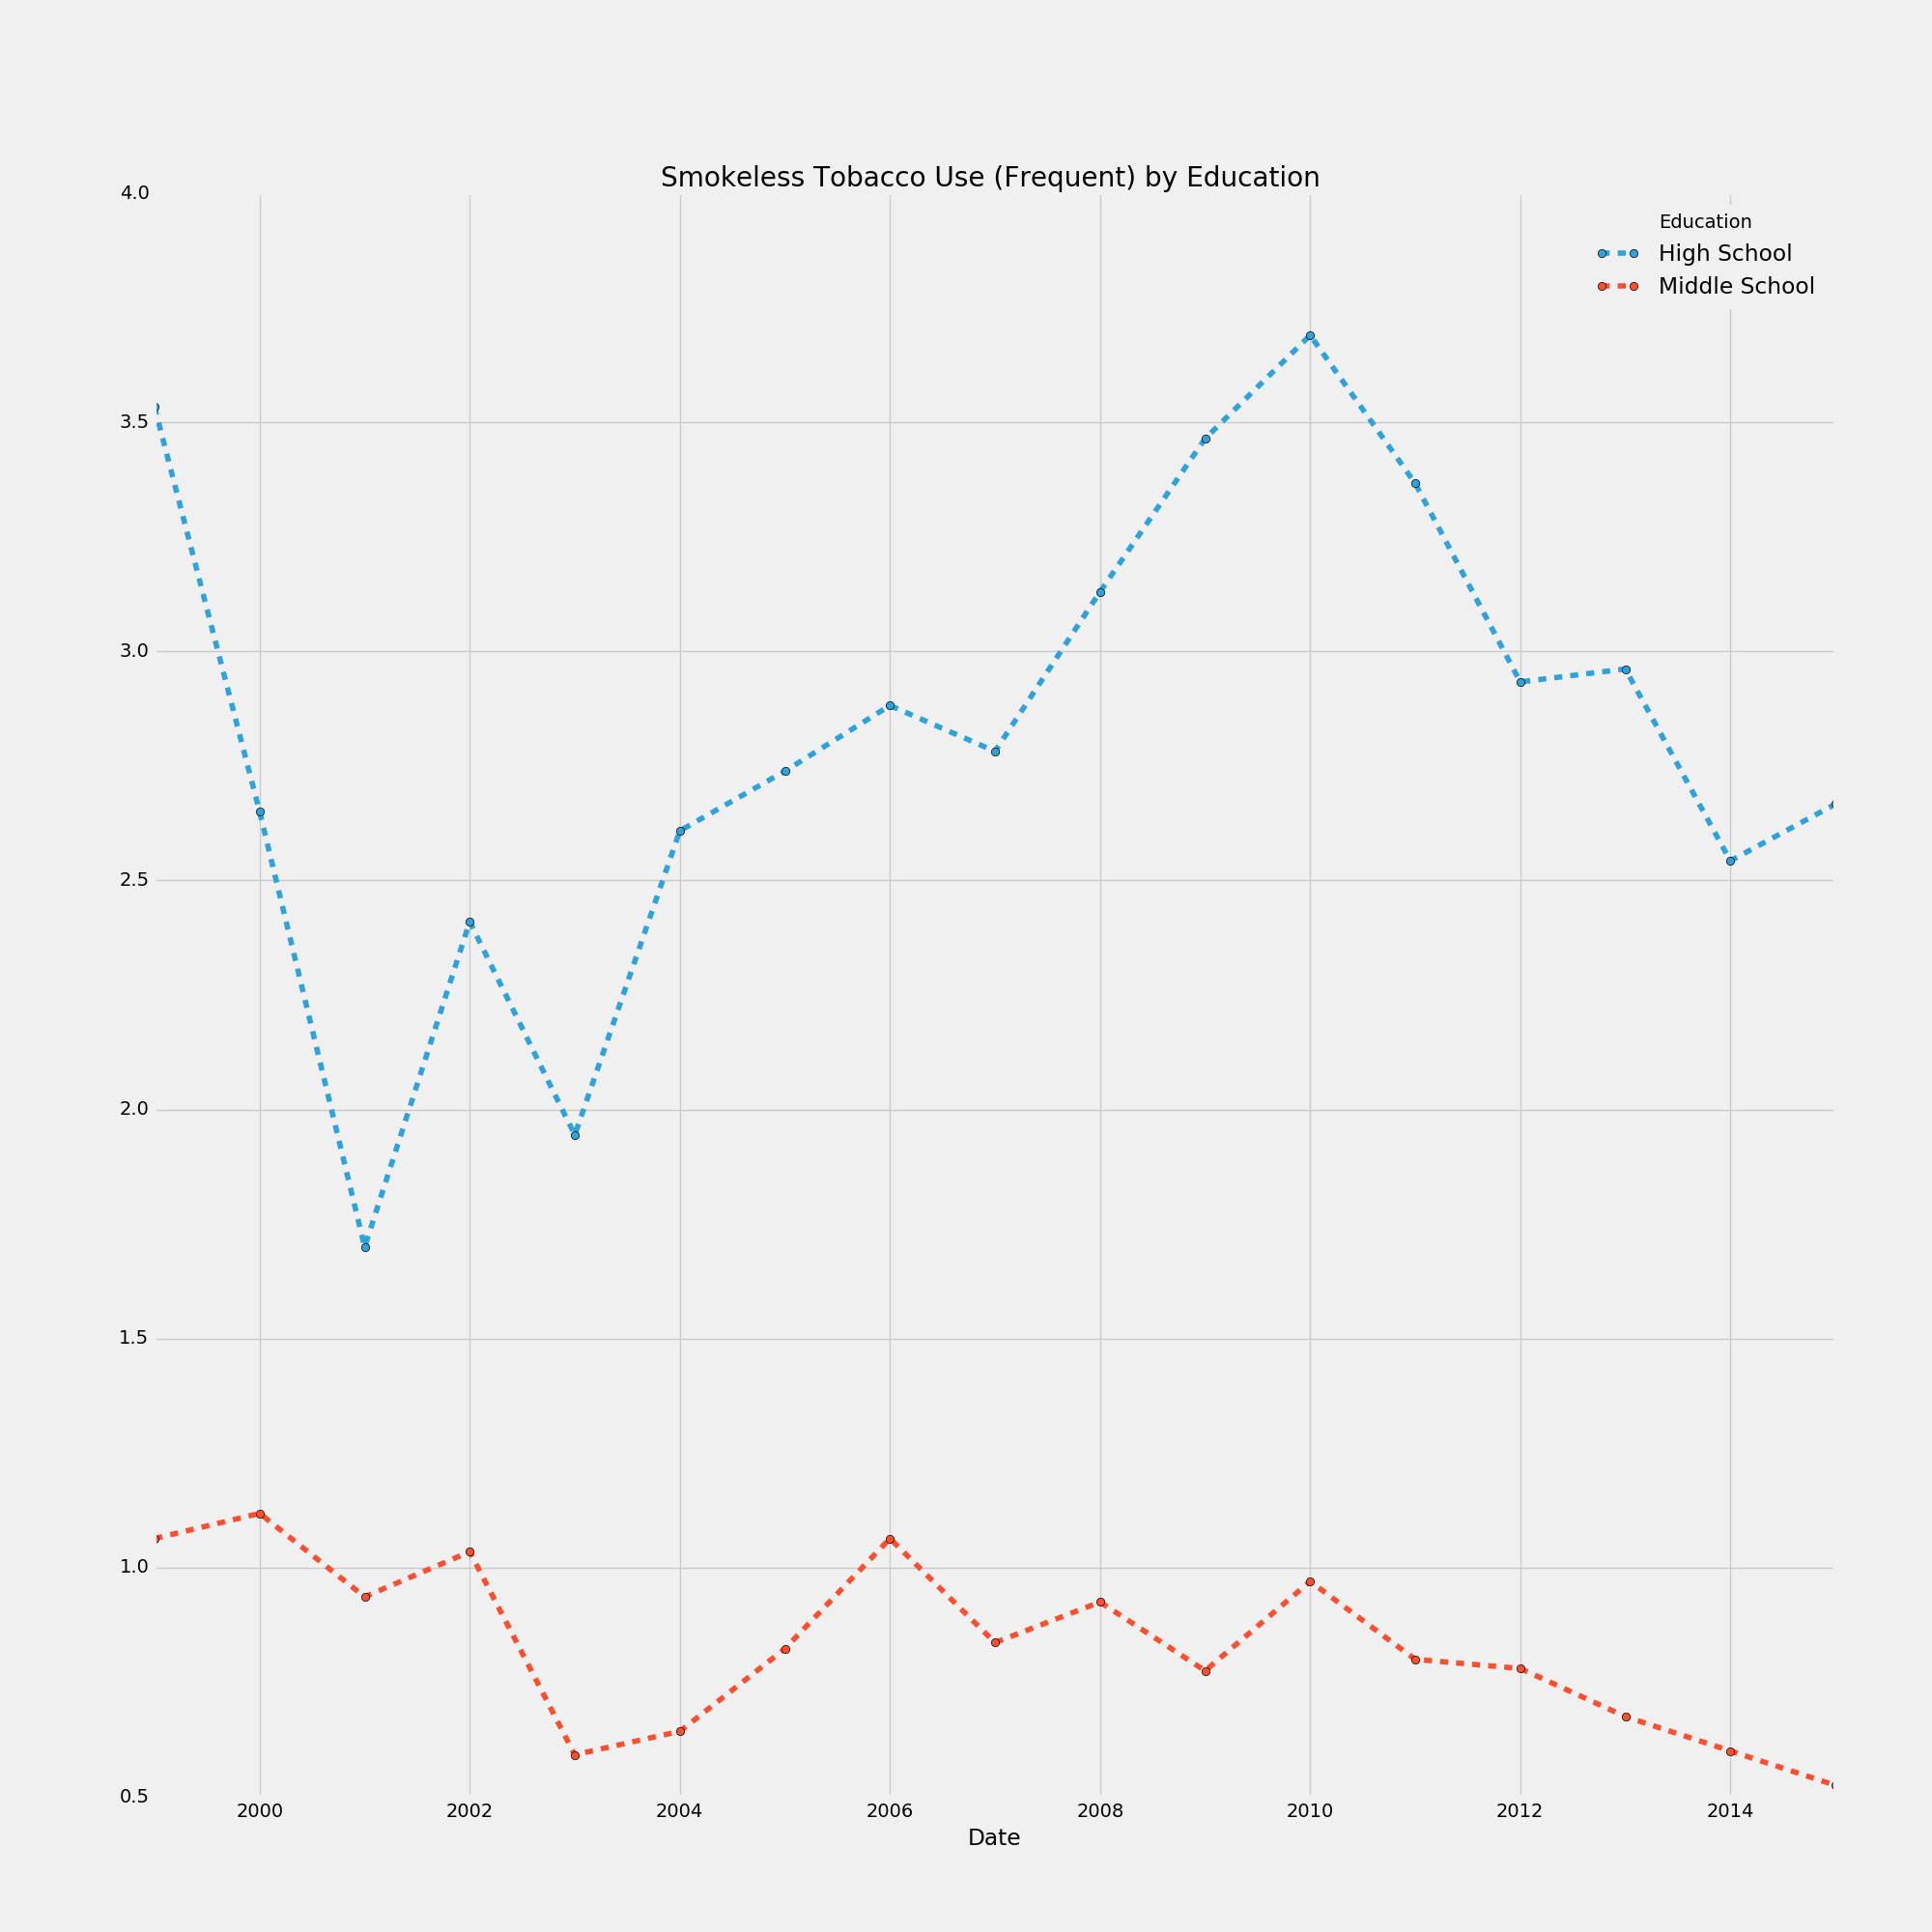 Smokeless Tobacco Use (Frequent) by Education
4.0
Education
High School
Middle School
3.5
3.0
2.5
2.0
1.5
1.0
0.5
2000 2002 2004 2006 2008 2010 2012 2014
Date